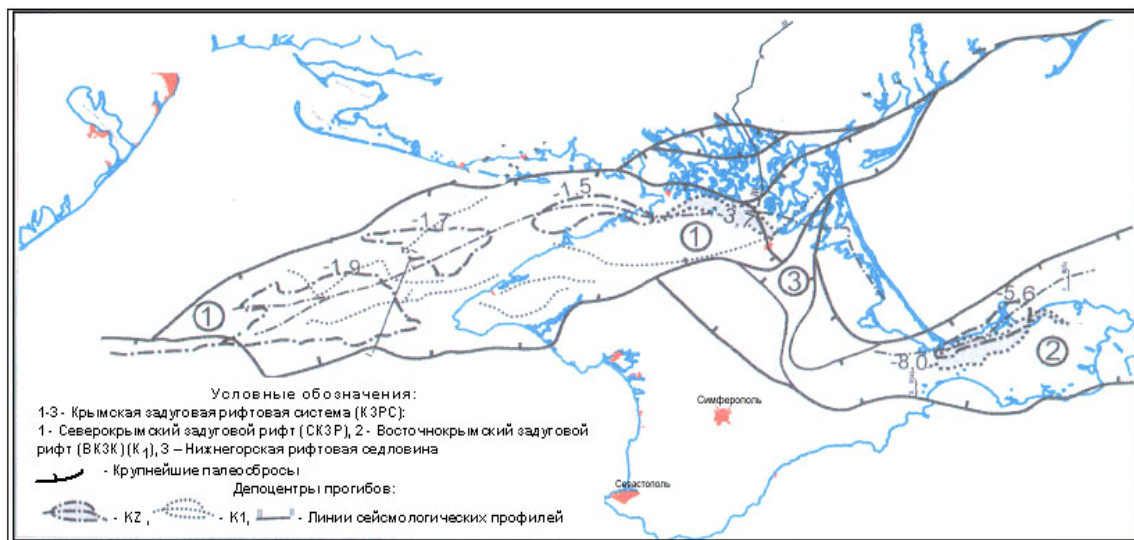 -1.5
-1.7
3.7
1
-1.9
3
1
-5.6
2
-8.0
Симферополь
Севастополь
Условные обозначения:
1-3 - Крымская задуговая рифтовая система (КЗРС):
1 - Северокрымский задуговой рифт (СКЗР), 2 - Восточнокрымский задуговой
рифт (ВКЗК) (К1), 3 – Нижнегорская рифтовая седловина
- Крупнейшие палеосбросы
Депоцентры прогибов:
- KZ , - K1, - Линии сейсмологических профилей